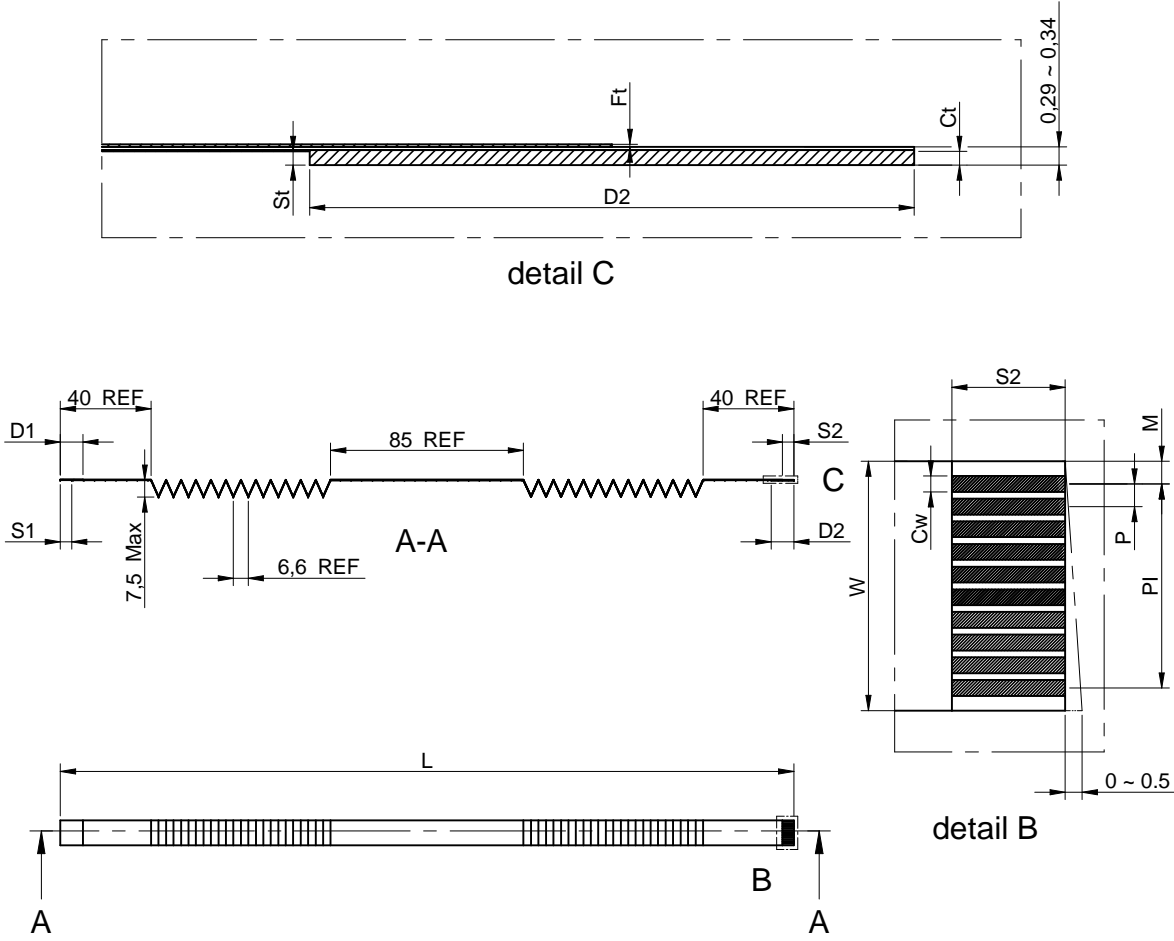 Ft
Ct
0,29 ~ 0,34
St
D2
detail C
40 REF
40 REF
S2
D1
85 REF
S2
M
C
S1
7,5 Max
A-A
D2
Cw
P
6,6 REF
W
PI
L
0 ~ 0.5
detail B
B
A
A